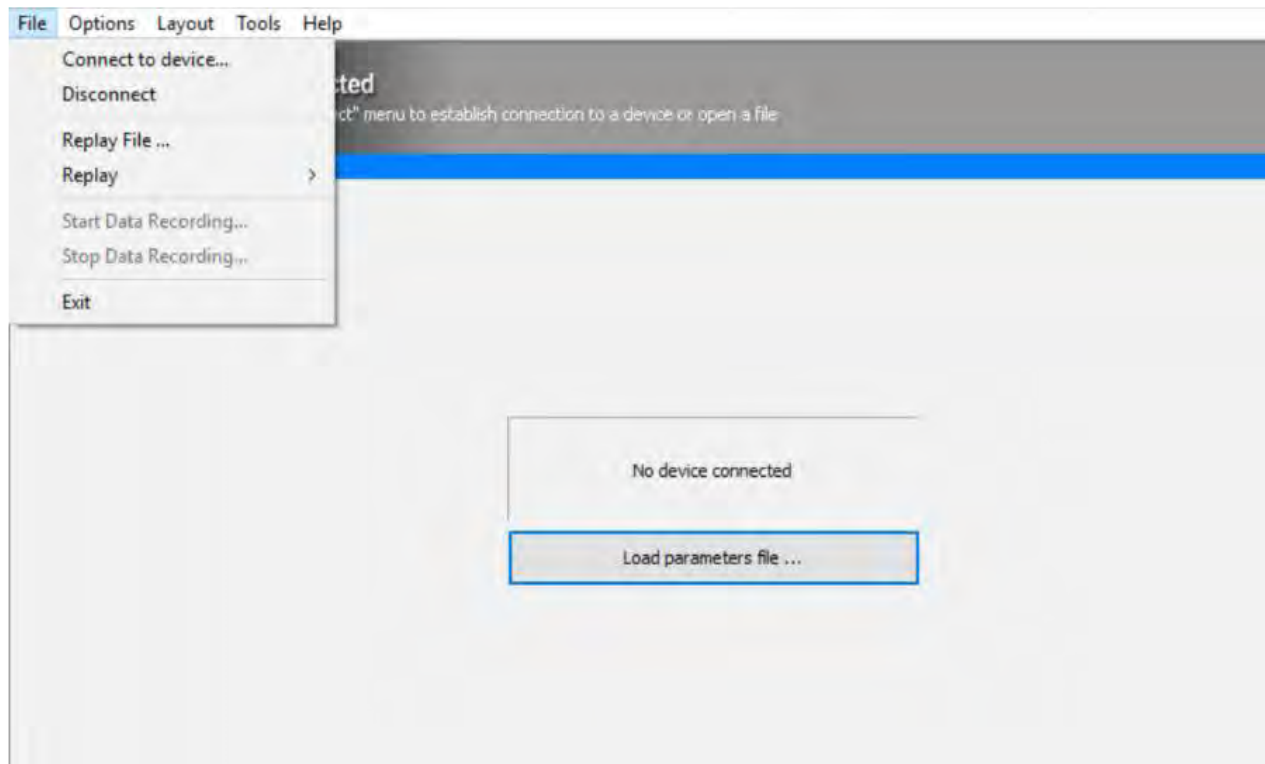 File Options Layout Tools Help
Connect to device...
Disconnect
Replay File ...
Replay
Start Data Recording...
Stop Data Recording...
Exit
cted
ct" menu to establish connection to a device or open a file
No device connected
Load parameters file ...